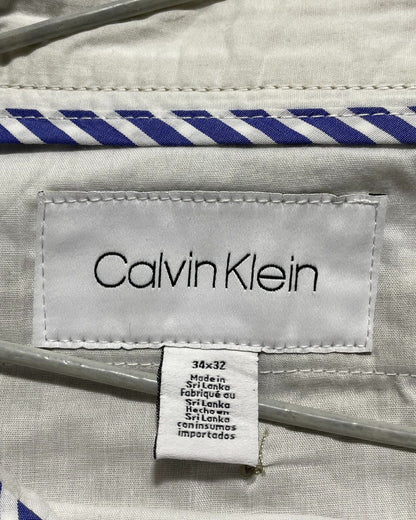 Calvin Klein
34x32
Made in
Sri Lanka
Fabriqué au
Sri Lanka
Hecho en
Sri Lanka
con insumos
importados